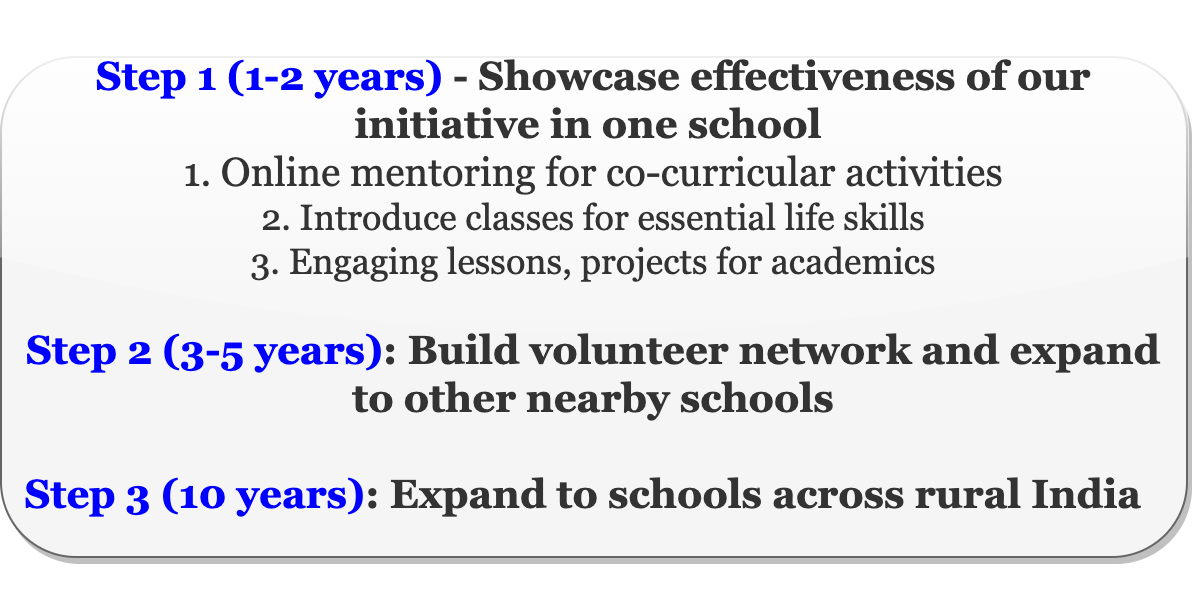 Step 1 (1-2 years) - Showcase effectiveness of our
initiative in one school
1. Online mentoring for co-curricular activities
2. Introduce classes for essential life skills
3. Engaging lessons, projects for academics
Step 2 (3-5 years): Build volunteer network and expand
to other nearby schools
Step 3 (10 years): Expand to schools across rural India